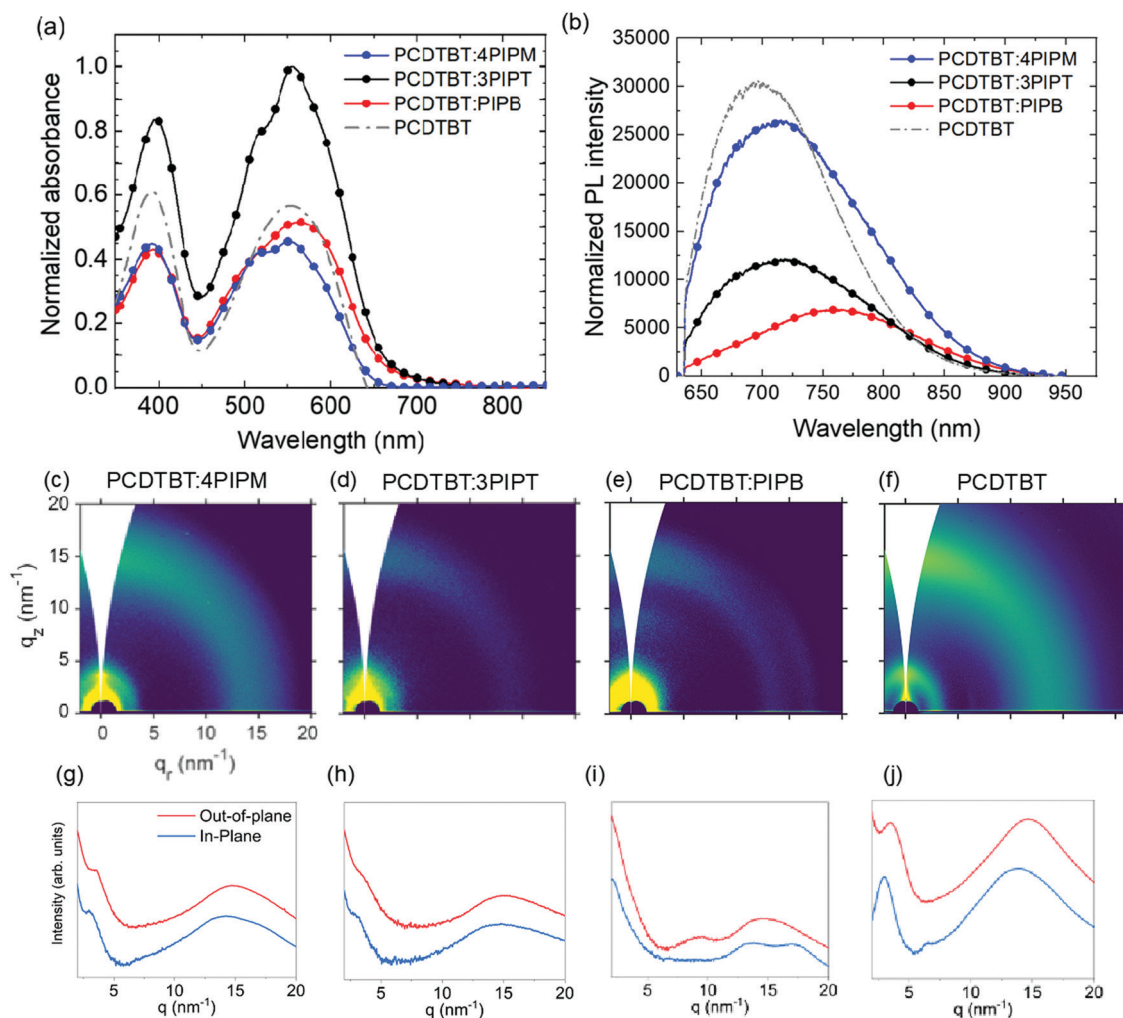 (a)
Normalized absorbance
1.0
0.8
0.6
0.4
0.2
0.0
PCDTBT:4PIPM
PCDTBT:3PIPT
PCDTBT:PIPB
PCDTBT
400 500 600 700 800
Wavelength (nm)
(b)
Normalized PL intensity
35000
30000
25000
20000
15000
10000
5000
0
PCDTBT:4PIPM
PCDTBT:3PIPT
PCDTBT:PIPB
PCDTBT
650 700 750 800 850 900 950
Wavelength (nm)
(c) PCDTBT:4PIPM
20
15
10
5
0
q_z (nm⁻¹)
0 5 10 15 20
q_r (nm⁻¹)
(d) PCDTBT:3PIPT
(e) PCDTBT:PIPB
(f) PCDTBT
(g)
Intensity (arb. units)
Out-of-plane
In-Plane
5 10 15 20
q (nm⁻¹)
(h)
5 10 15 20
q (nm⁻¹)
(i)
5 10 15 20
q (nm⁻¹)
(j)
5 10 15 20
q (nm⁻¹)